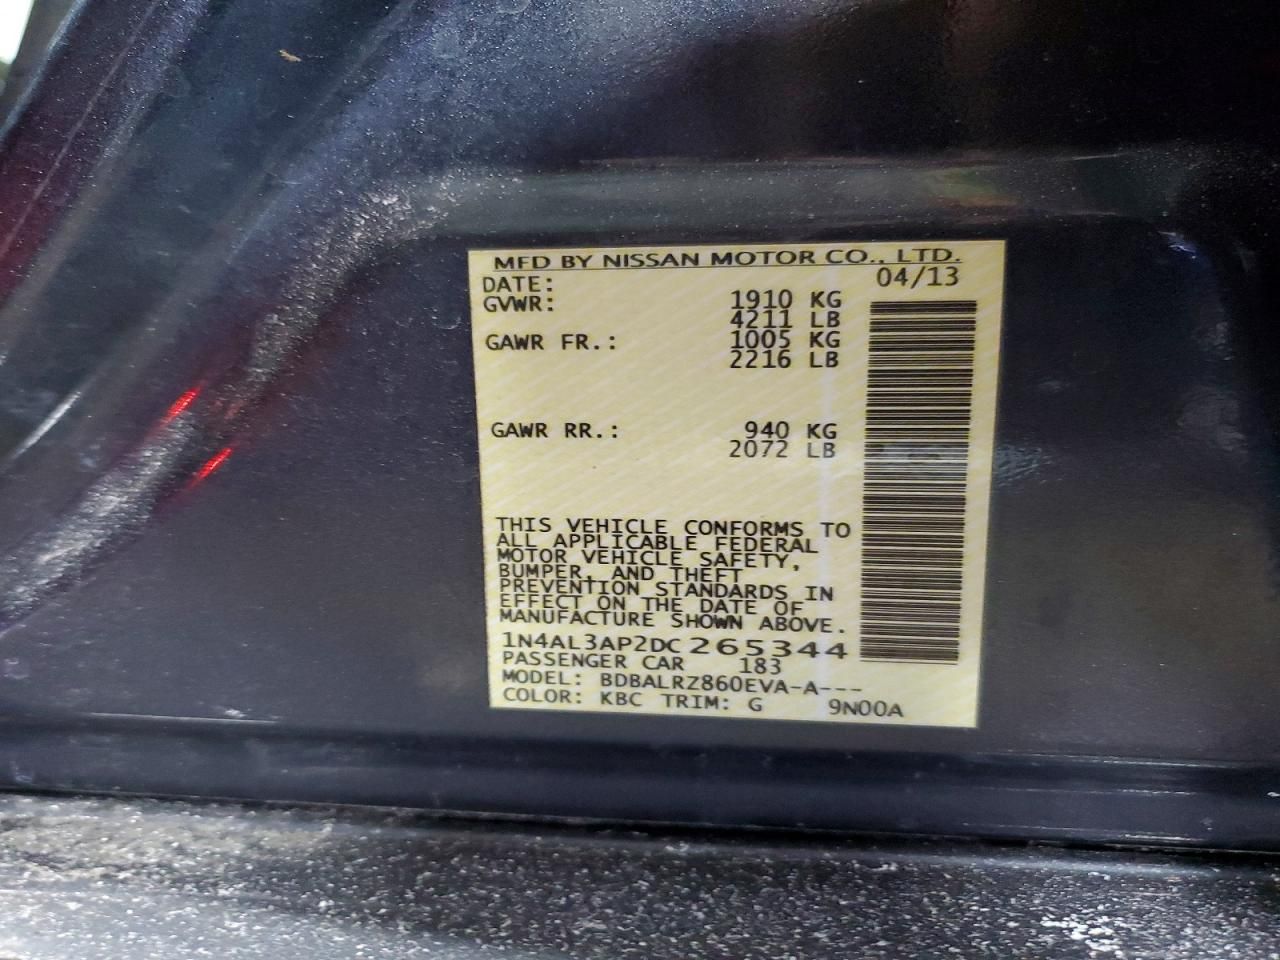 MFD BY NISSAN MOTOR CO., LTD.
DATE: 04/13
GVWR: 1910 KG
4211 LB
GAWR FR.: 1005 KG
2216 LB
GAWR RR.: 940 KG
2072 LB
THIS VEHICLE CONFORMS TO
ALL APPLICABLE FEDERAL
MOTOR VEHICLE SAFETY,
BUMPER, AND THEFT
PREVENTION STANDARDS IN
EFFECT ON THE DATE OF
MANUFACTURE SHOWN ABOVE.
1N4AL3AP2DC265344
PASSENGER CAR 183
MODEL: BDBALRZ860EVA-A---
COLOR: KBC TRIM: G 9N00A